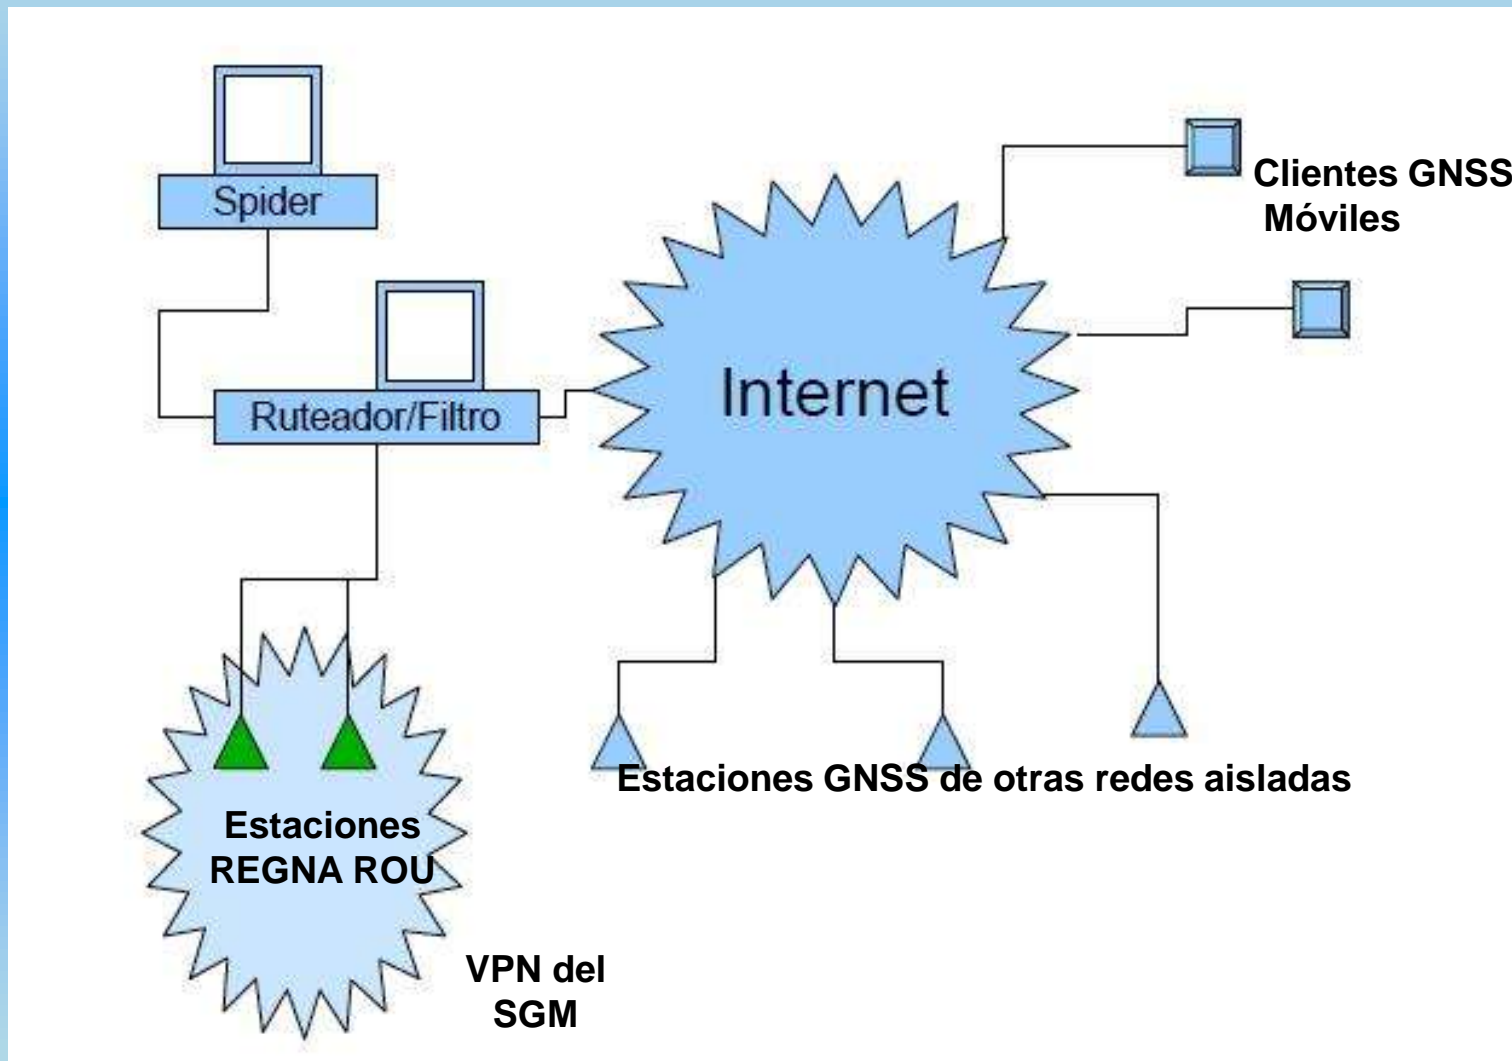 Spider
Clientes GNSS
Móviles
Ruteador/Filtro
Internet
Estaciones GNSS de otras redes aisladas
Estaciones
REGNA ROU
VPN del
SGM